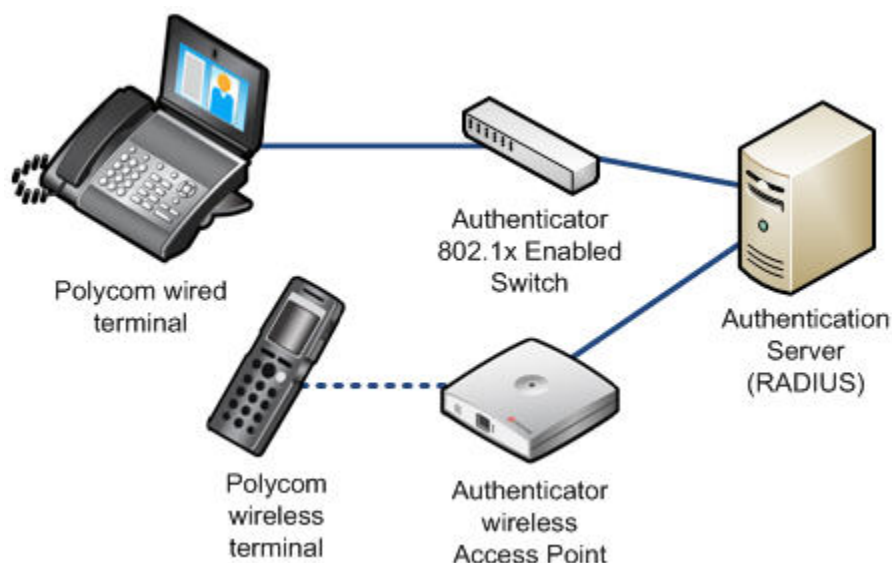 Authenticator
802.1x Enabled
Switch
Polycom wired
terminal
Authentication
Server
(RADIUS)
Polycom
wireless
terminal
Authenticator
wireless
Access Point